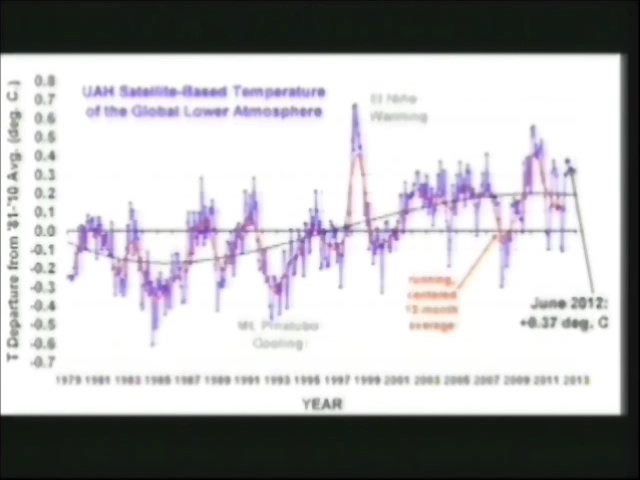 UAH Satellite-Based Temperature
of the Global Lower Atmosphere
El Niño
Warming
T Departure from '81-'10 Avg. (deg. C.)
0.8
0.7
0.6
0.5
0.4
0.3
0.2
0.1
0.0
-0.1
-0.2
-0.3
-0.4
-0.5
-0.6
-0.7
running,
centered
13-month
average
Mt. Pinatubo
Cooling
June 2012:
+0.37 deg. C
1979 1981 1983 1985 1987 1989 1991 1993 1995 1997 1999 2001 2003 2005 2007 2009 2011 2013
YEAR